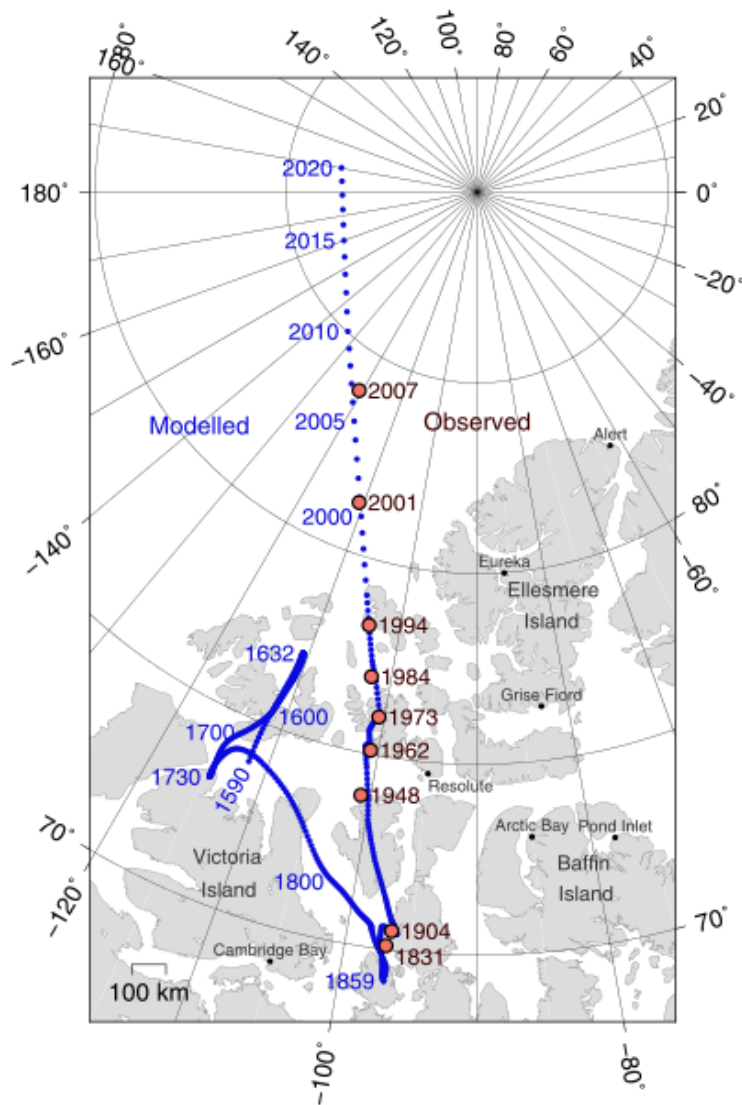 180°
160°
140°
120°
100°
80°
60°
40°
20°
0°
−20°
−40°
80°
−60°
70°
−80°
−100°
−120°
70°
−140°
−160°
180°
2020
2015
2010
2007
2005
Modelled
Observed
Alert
2001
2000
Eureka
Ellesmere
Island
1994
1632
1984
Grise Fiord
1600
1973
1700
1962
1730
1590
Resolute
1948
Arctic Bay
Pond Inlet
Victoria
Island
Baffin
Island
1800
1904
1831
Cambridge Bay
1859
100 km